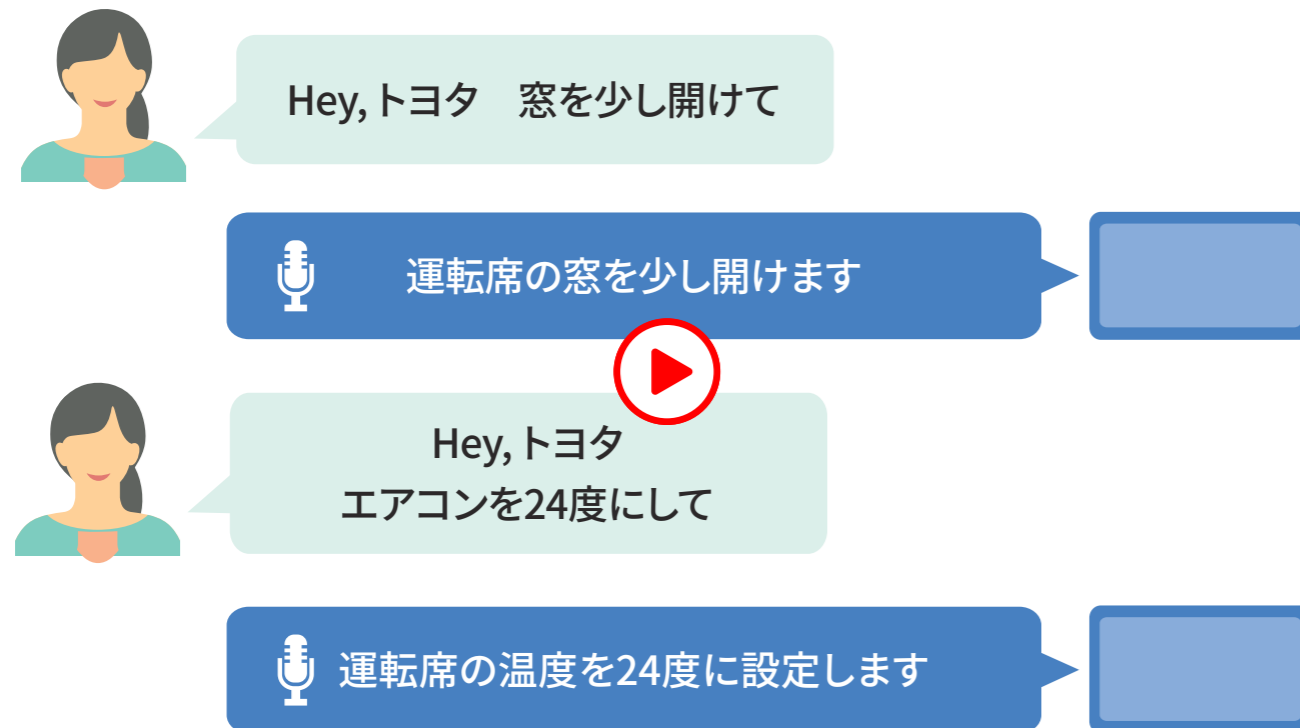 Hey,トヨタ　窓を少し開けて
運転席の窓を少し開けます
Hey,トヨタ
エアコンを24度にして
運転席の温度を24度に設定します